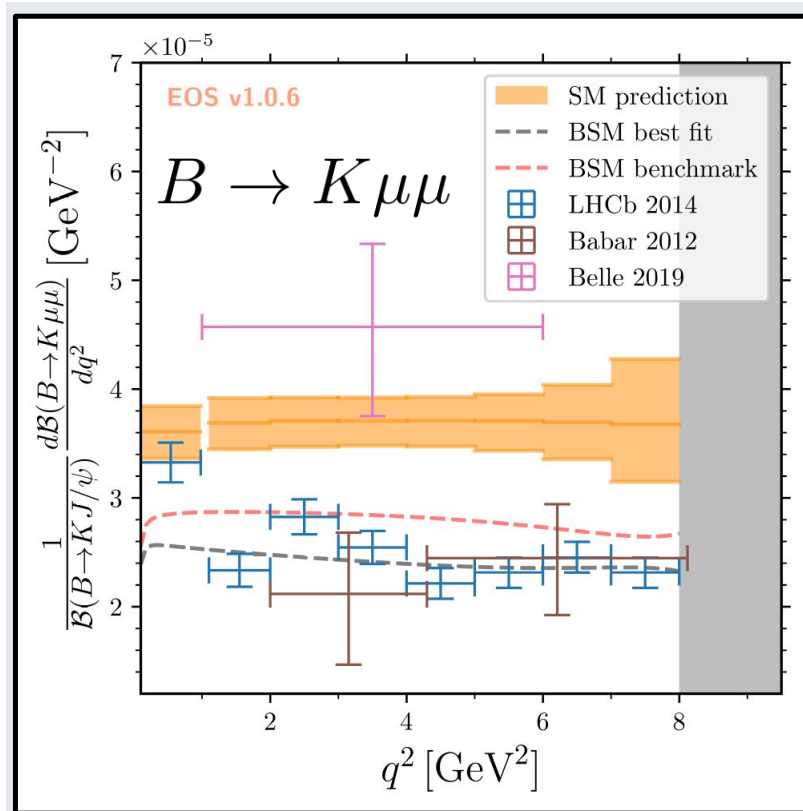 ×10⁻⁵
7
6
5
4
3
2
EOS v1.0.6
B → Kμμ
SM prediction
BSM best fit
BSM benchmark
LHCb 2014
Babar 2012
Belle 2019
1/𝓑(B→KJ/ψ) d𝓑(B→Kμμ)/dq² [GeV⁻²]
2 4 6 8
q² [GeV²]